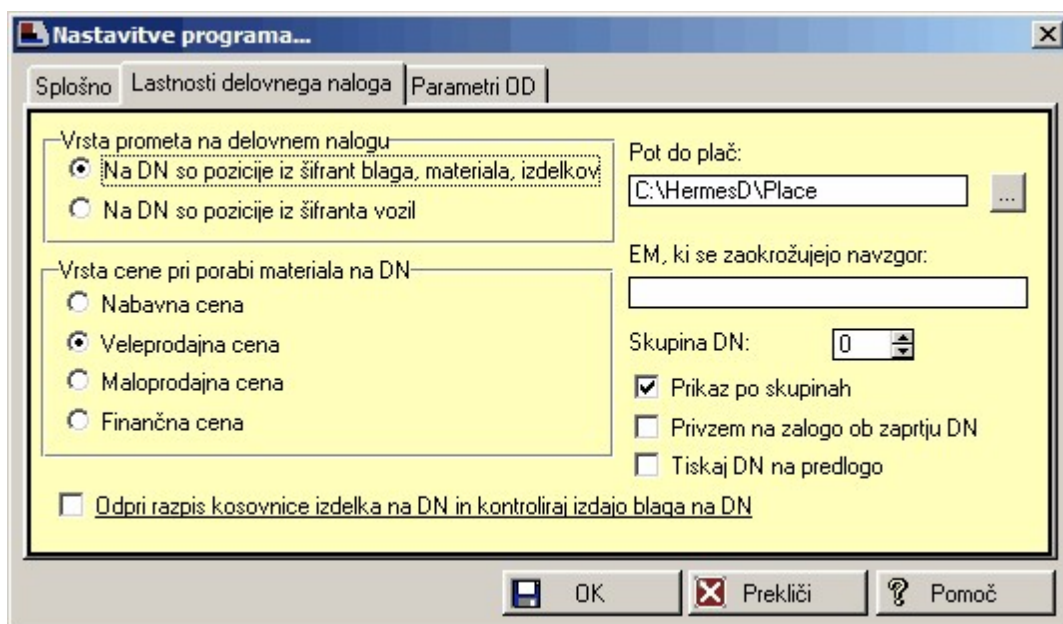 Nastavitve programa...
Splošno
Lastnosti delovnega naloga
Parametri OD
Vrsta prometa na delovnem nalogu
Na DN so pozicije iz šifrant blaga, materiala, izdelkov
Na DN so pozicije iz šifranta vozil
Vrsta cene pri porabi materiala na DN
Nabavna cena
Veleprodajna cena
Maloprodajna cena
Finančna cena
Pot do plač:
C:\HermesD\Place
...
EM, ki se zaokrožujejo navzgor:
Skupina DN:
0
Prikaz po skupinah
Privzem na zalogo ob zaprtju DN
Tiskaj DN na predlogo
Odpri razpis kosovnice izdelka na DN in kontroliraj izdajo blaga na DN
OK
Prekliči
Pomoč